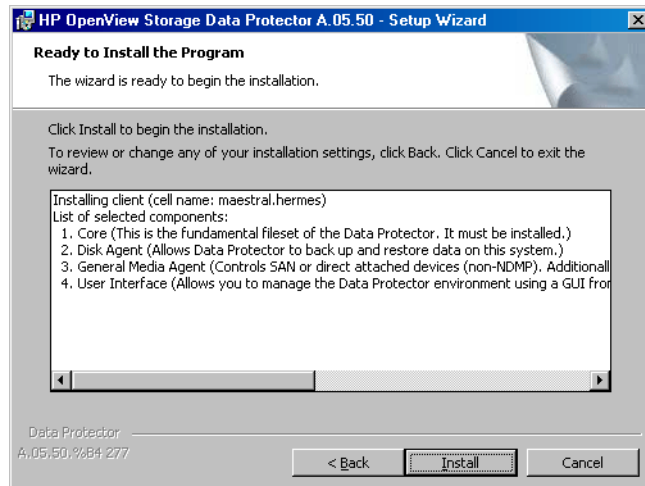 HP OpenView Storage Data Protector A.05.50 - Setup Wizard
Ready to Install the Program
The wizard is ready to begin the installation.
Click Install to begin the installation.
To review or change any of your installation settings, click Back. Click Cancel to exit the
wizard.
Installing client (cell name: maestral.hermes)
List of selected components:
1. Core (This is the fundamental fileset of the Data Protector. It must be installed.)
2. Disk Agent (Allows Data Protector to back up and restore data on this system.)
3. General Media Agent (Controls SAN or direct attached devices (non-NDMP). Additionall
4. User Interface (Allows you to manage the Data Protector environment using a GUI fror
Data Protector
A.05.50.%B4 277
< Back Install Cancel